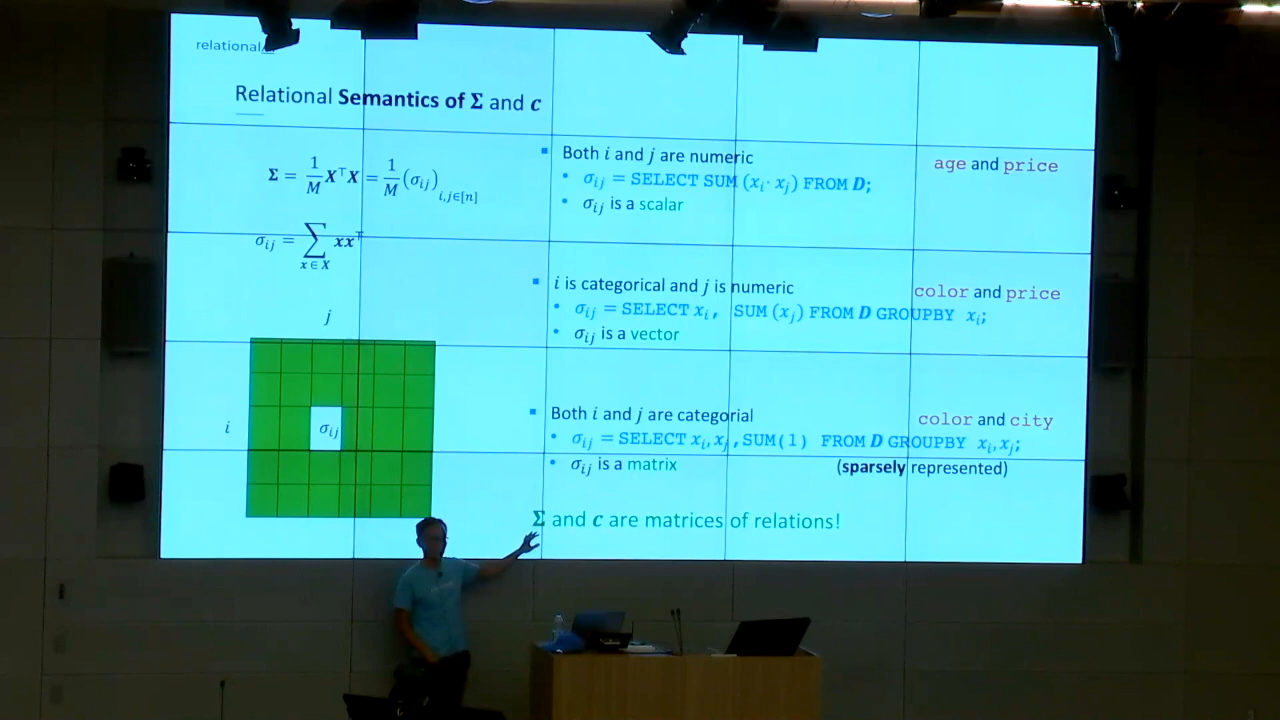 relationalAI
Relational Semantics of Σ and c
Σ = 1/M XᵀX = 1/M (σij) i,j∈[n]
σij = ∑ x∈X xxᵀ
j
i
σij
▪ Both i and j are numeric
• σij = SELECT SUM (xi· xj) FROM D;
• σij is a scalar
age and price
▪ i is categorical and j is numeric
• σij = SELECT xi, SUM (xj) FROM D GROUPBY xi;
• σij is a vector
color and price
▪ Both i and j are categorial
• σij = SELECT xi,xj,SUM(1) FROM D GROUPBY xi,xj;
• σij is a matrix
color and city
(sparsely represented)
Σ and c are matrices of relations!